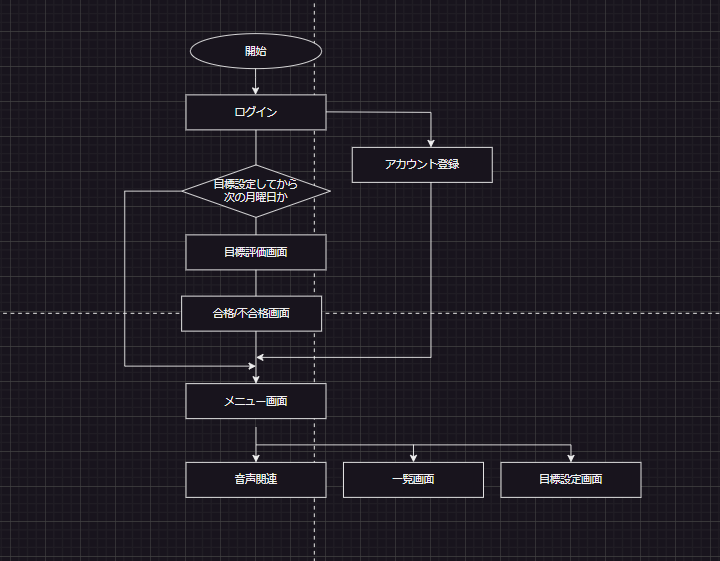 開始
ログイン
アカウント登録
目標設定してから
次の月曜日か
目標評価画面
合格/不合格画面
メニュー画面
音声関連
一覧画面
目標設定画面